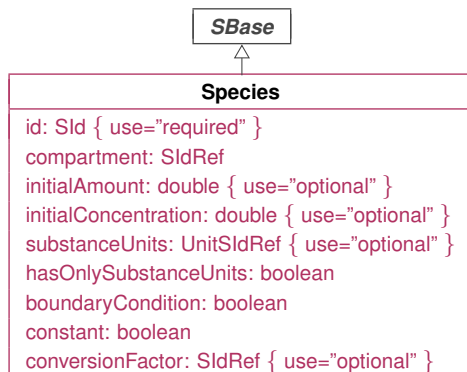 SBase
Species
id: SId { use="required" }
compartment: SIdRef
initialAmount: double { use="optional" }
initialConcentration: double { use="optional" }
substanceUnits: UnitSIdRef { use="optional" }
hasOnlySubstanceUnits: boolean
boundaryCondition: boolean
constant: boolean
conversionFactor: SIdRef { use="optional" }